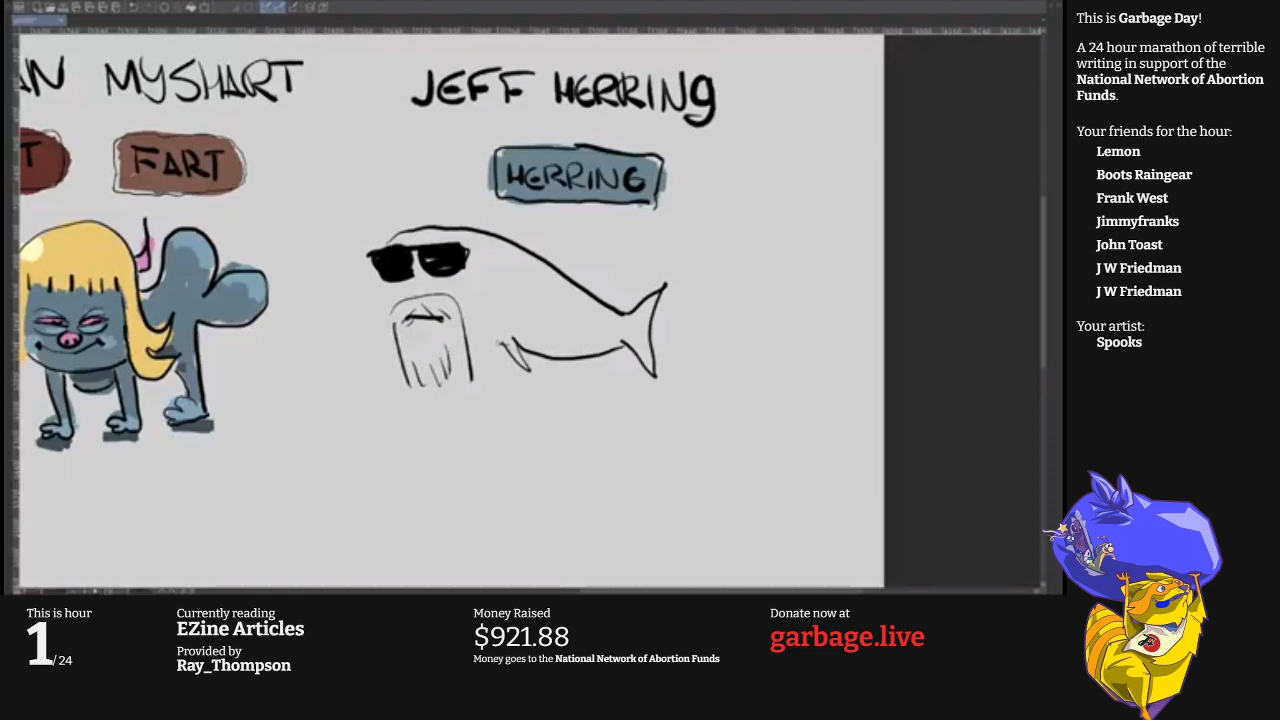 MYSHART
JEFF HERRING
FART
HERRING
This is Garbage Day!
A 24 hour marathon of terrible
writing in support of the
National Network of Abortion
Funds.
Your friends for the hour:
Lemon
Boots Raingear
Frank West
Jimmyfranks
John Toast
J W Friedman
J W Friedman
Your artist:
Spooks
This is hour
1/ 24
Currently reading
EZine Articles
Provided by
Ray_Thompson
Money Raised
$921.88
Money goes to the National Network of Abortion Funds
Donate now at
garbage.live